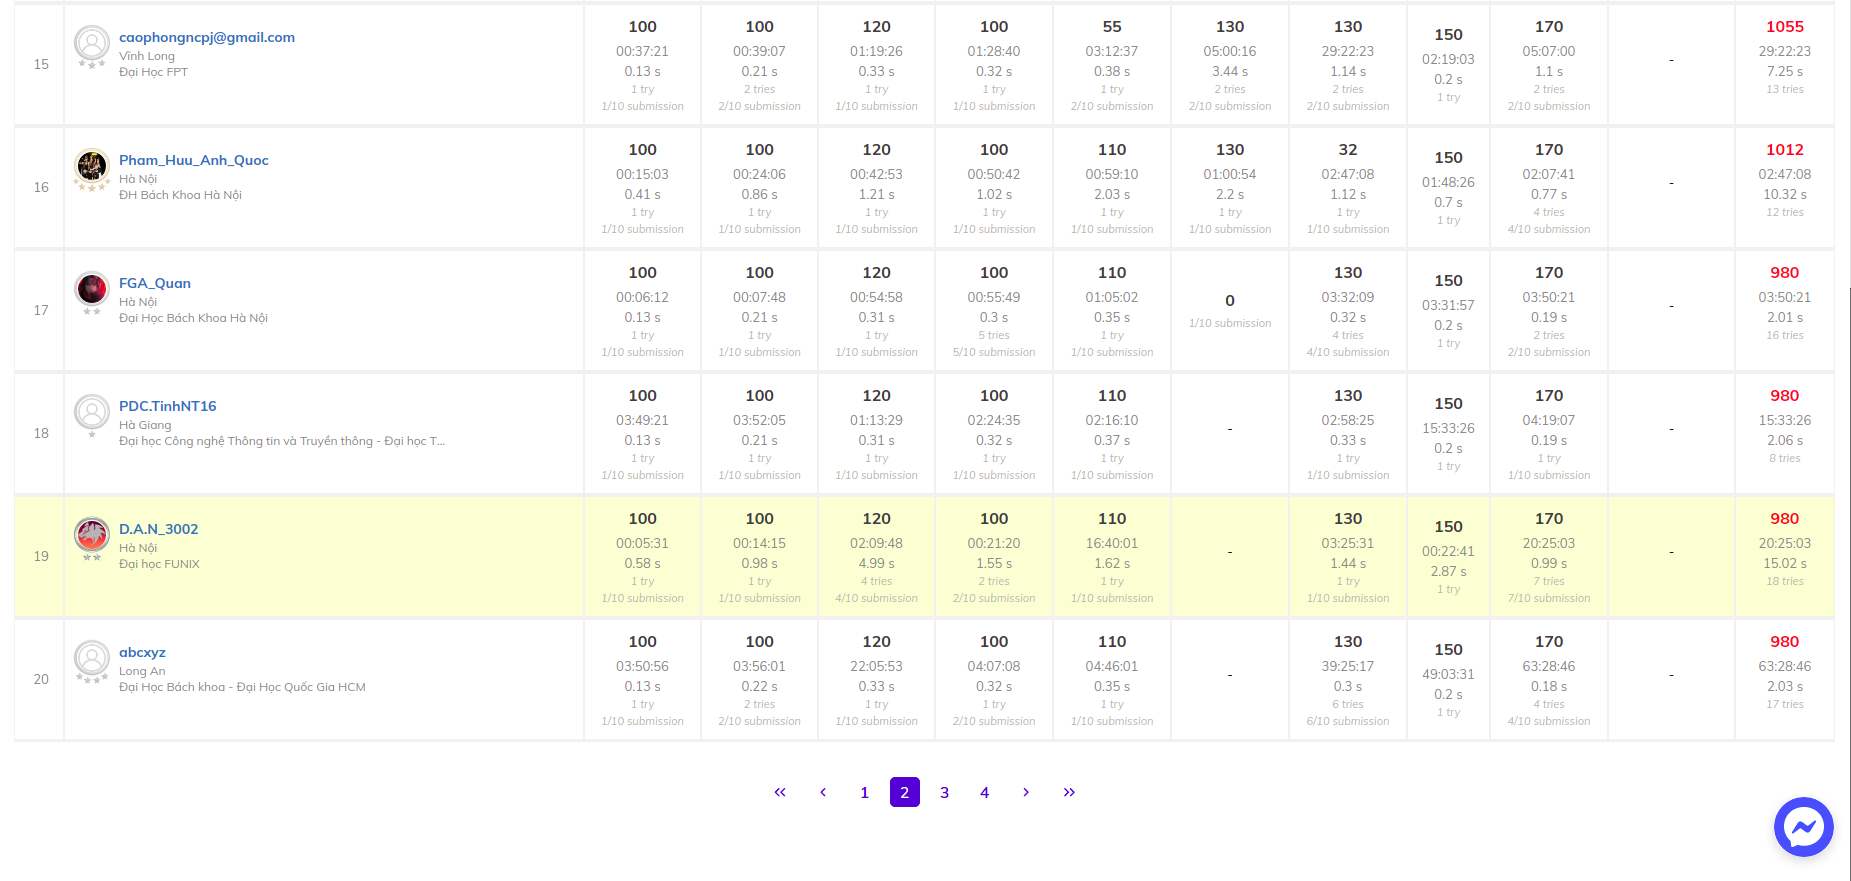 15
caophongncpj@gmail.com
Vĩnh Long
Đại Học FPT
100 100 120 100 55 130 130 150 170 - 1055
00:37:21 00:39:07 01:19:26 01:28:40 03:12:37 05:00:16 29:22:23 02:19:03 05:07:00 29:22:23
0.13 s 0.21 s 0.33 s 0.32 s 0.38 s 3.44 s 1.14 s 0.2 s 1.1 s 7.25 s
1 try 2 tries 1 try 1 try 1 try 2 tries 2 tries 1 try 2 tries 13 tries
1/10 submission 2/10 submission 1/10 submission 1/10 submission 2/10 submission 2/10 submission 2/10 submission 2/10 submission
16
Pham_Huu_Anh_Quoc
Hà Nội
ĐH Bách Khoa Hà Nội
100 100 120 100 110 130 32 150 170 - 1012
00:15:03 00:24:06 00:42:53 00:50:42 00:59:10 01:00:54 02:47:08 01:48:26 02:07:41 02:47:08
0.41 s 0.86 s 1.21 s 1.02 s 2.03 s 2.2 s 1.12 s 0.7 s 0.77 s 10.32 s
1 try 1 try 1 try 1 try 1 try 1 try 1 try 1 try 4 tries 12 tries
1/10 submission 1/10 submission 1/10 submission 1/10 submission 1/10 submission 1/10 submission 1/10 submission 4/10 submission
17
FGA_Quan
Hà Nội
Đại Học Bách Khoa Hà Nội
100 100 120 100 110 0 130 150 170 - 980
00:06:12 00:07:48 00:54:58 00:55:49 01:05:02 03:32:09 03:31:57 03:50:21 03:50:21
0.13 s 0.21 s 0.31 s 0.3 s 0.35 s 0.32 s 0.2 s 0.19 s 2.01 s
1 try 1 try 1 try 5 tries 1 try 4 tries 1 try 2 tries 16 tries
1/10 submission 1/10 submission 1/10 submission 5/10 submission 1/10 submission 1/10 submission 4/10 submission 2/10 submission
18
PDC.TinhNT16
Hà Giang
Đại học Công nghệ Thông tin và Truyền thông - Đại học T...
100 100 120 100 110 - 130 150 170 - 980
03:49:21 03:52:05 01:13:29 02:24:35 02:16:10 02:58:25 15:33:26 04:19:07 15:33:26
0.13 s 0.21 s 0.31 s 0.32 s 0.37 s 0.33 s 0.2 s 0.19 s 2.06 s
1 try 1 try 1 try 1 try 1 try 1 try 1 try 1 try 8 tries
1/10 submission 1/10 submission 1/10 submission 1/10 submission 1/10 submission 1/10 submission 1/10 submission
19
D.A.N_3002
Hà Nội
Đại học FUNIX
100 100 120 100 110 - 130 150 170 - 980
00:05:31 00:14:15 02:09:48 00:21:20 16:40:01 03:25:31 00:22:41 20:25:03 20:25:03
0.58 s 0.98 s 4.99 s 1.55 s 1.62 s 1.44 s 2.87 s 0.99 s 15.02 s
1 try 1 try 4 tries 2 tries 1 try 1 try 1 try 7 tries 18 tries
1/10 submission 1/10 submission 4/10 submission 2/10 submission 1/10 submission 1/10 submission 7/10 submission
20
abcxyz
Long An
Đại Học Bách khoa - Đại Học Quốc Gia HCM
100 100 120 100 110 - 130 150 170 - 980
03:50:56 03:56:01 22:05:53 04:07:08 04:46:01 39:25:17 49:03:31 63:28:46 63:28:46
0.13 s 0.22 s 0.33 s 0.32 s 0.35 s 0.3 s 0.2 s 0.18 s 2.03 s
1 try 2 tries 1 try 1 try 1 try 6 tries 1 try 4 tries 17 tries
1/10 submission 2/10 submission 1/10 submission 2/10 submission 1/10 submission 6/10 submission 4/10 submission
« ‹ 1 2 3 4 › »